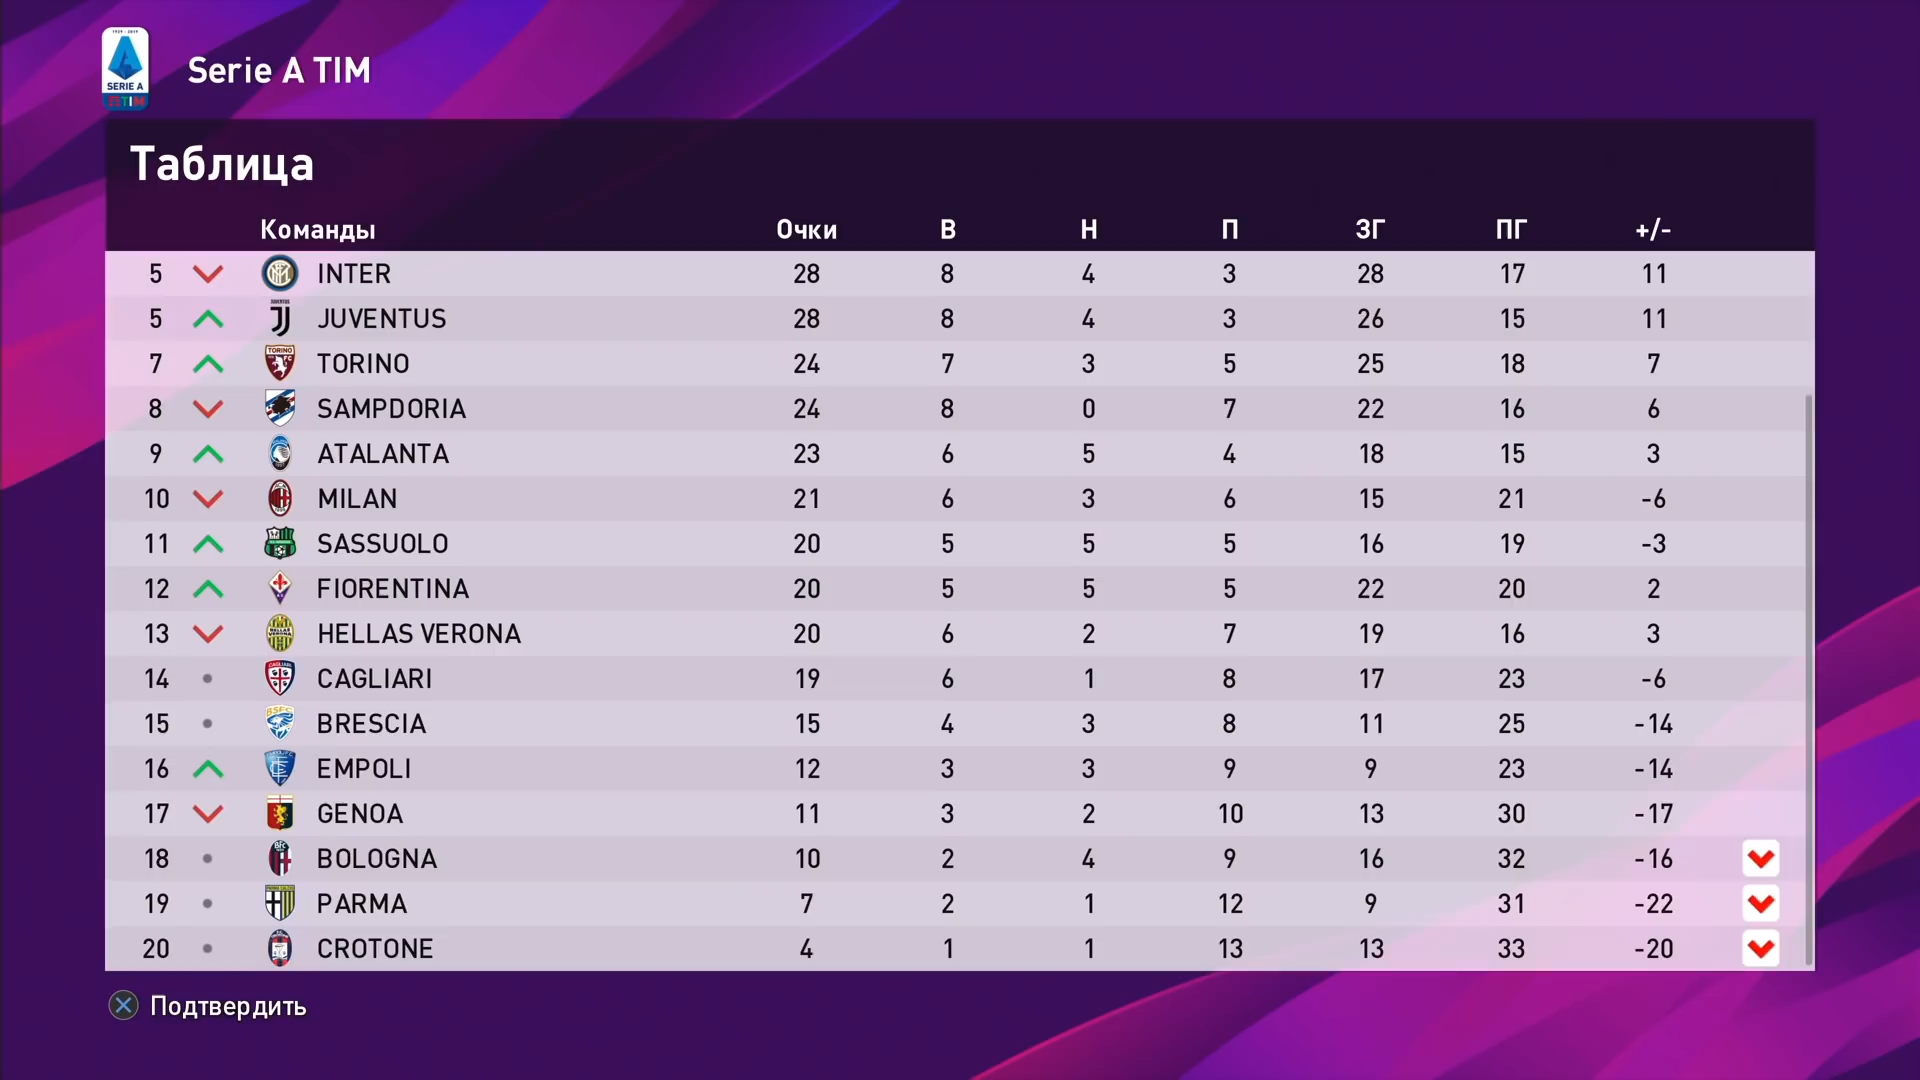 SERIE A
TIM
Serie A TIM
Таблица
Команды Очки В Н П ЗГ ПГ +/-
5 INTER 28 8 4 3 28 17 11
5 JUVENTUS 28 8 4 3 26 15 11
7 TORINO 24 7 3 5 25 18 7
8 SAMPDORIA 24 8 0 7 22 16 6
9 ATALANTA 23 6 5 4 18 15 3
10 MILAN 21 6 3 6 15 21 -6
11 SASSUOLO 20 5 5 5 16 19 -3
12 FIORENTINA 20 5 5 5 22 20 2
13 HELLAS VERONA 20 6 2 7 19 16 3
14 CAGLIARI 19 6 1 8 17 23 -6
15 BRESCIA 15 4 3 8 11 25 -14
16 EMPOLI 12 3 3 9 9 23 -14
17 GENOA 11 3 2 10 13 30 -17
18 BOLOGNA 10 2 4 9 16 32 -16
19 PARMA 7 2 1 12 9 31 -22
20 CROTONE 4 1 1 13 13 33 -20
Подтвердить